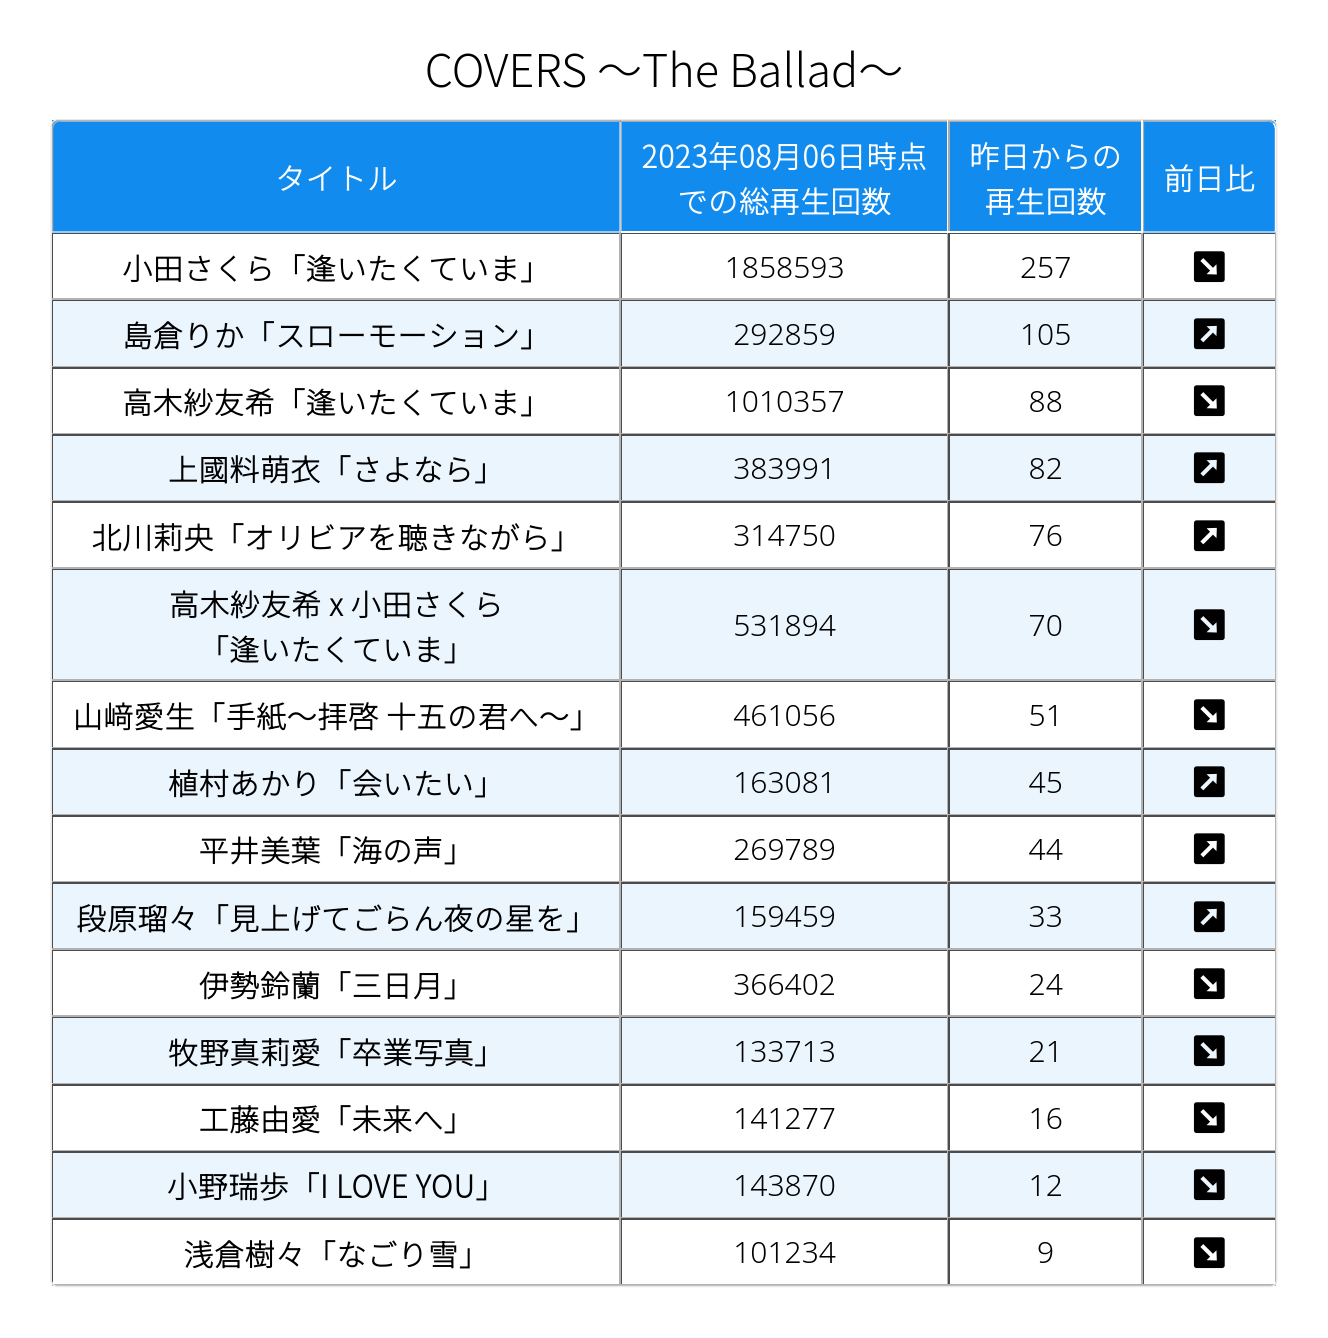 COVERS ～The Ballad～
タイトル
2023年08月06日時点
での総再生回数
昨日からの
再生回数
前日比
小田さくら「逢いたくていま」 1858593 257 ↘
島倉りか「スローモーション」 292859 105 ↗
高木紗友希「逢いたくていま」 1010357 88 ↘
上國料萌衣「さよなら」 383991 82 ↗
北川莉央「オリビアを聴きながら」 314750 76 ↗
高木紗友希 x 小田さくら
「逢いたくていま」 531894 70 ↘
山﨑愛生「手紙～拝啓 十五の君へ～」 461056 51 ↘
植村あかり「会いたい」 163081 45 ↗
平井美葉「海の声」 269789 44 ↗
段原瑠々「見上げてごらん夜の星を」 159459 33 ↗
伊勢鈴蘭「三日月」 366402 24 ↘
牧野真莉愛「卒業写真」 133713 21 ↘
工藤由愛「未来へ」 141277 16 ↘
小野瑞歩「I LOVE YOU」 143870 12 ↘
浅倉樹々「なごり雪」 101234 9 ↘